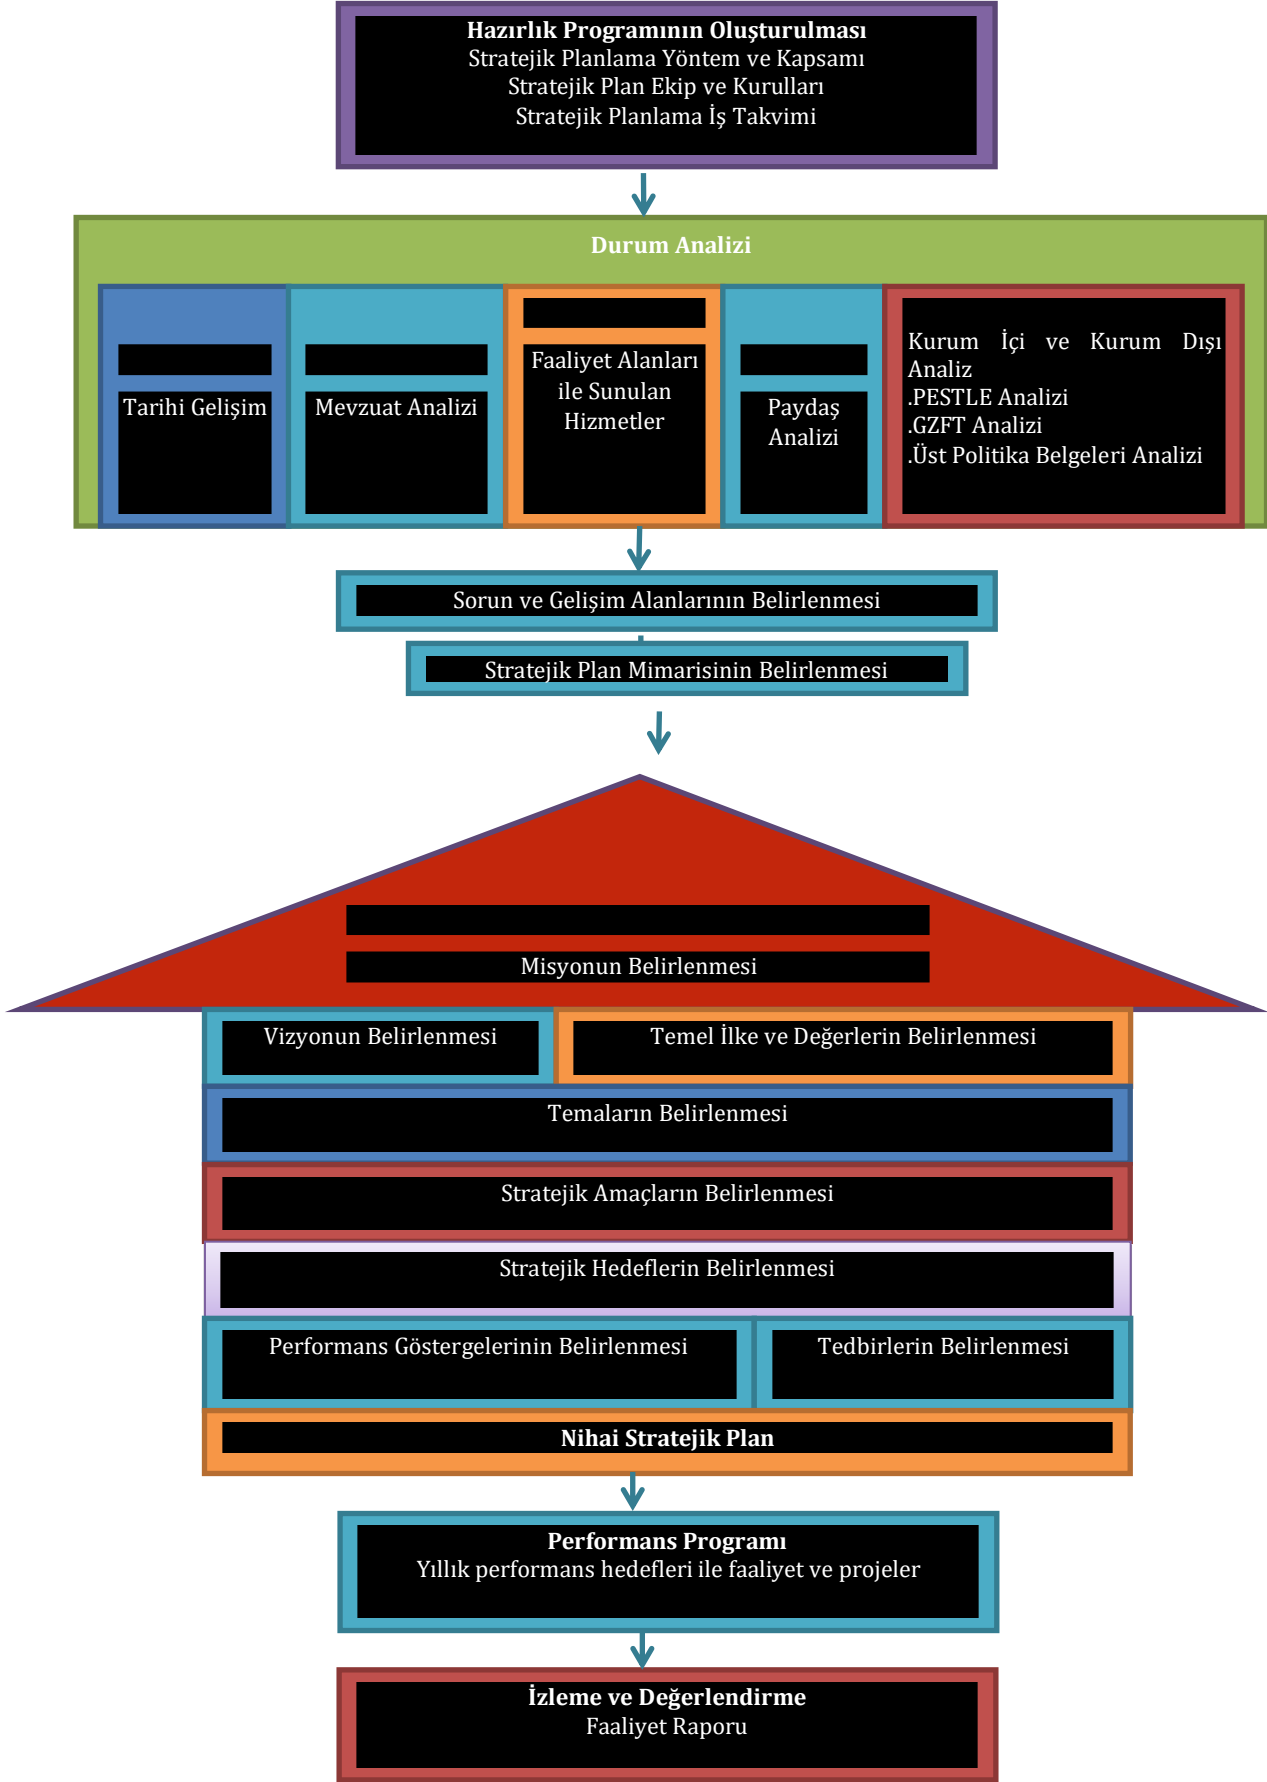 Hazırlık Programının Oluşturulması
Stratejik Planlama Yöntem ve Kapsamı
Stratejik Plan Ekip ve Kurulları
Stratejik Planlama İş Takvimi
Durum Analizi
Tarihi Gelişim
Mevzuat Analizi
Faaliyet Alanları
ile Sunulan
Hizmetler
Paydaş
Analizi
Kurum İçi ve Kurum Dışı
Analiz
.PESTLE Analizi
.GZFT Analizi
.Üst Politika Belgeleri Analizi
Sorun ve Gelişim Alanlarının Belirlenmesi
Stratejik Plan Mimarisinin Belirlenmesi
Misyonun Belirlenmesi
Vizyonun Belirlenmesi
Temel İlke ve Değerlerin Belirlenmesi
Temaların Belirlenmesi
Stratejik Amaçların Belirlenmesi
Stratejik Hedeflerin Belirlenmesi
Performans Göstergelerinin Belirlenmesi
Tedbirlerin Belirlenmesi
Nihai Stratejik Plan
Performans Programı
Yıllık performans hedefleri ile faaliyet ve projeler
İzleme ve Değerlendirme
Faaliyet Raporu